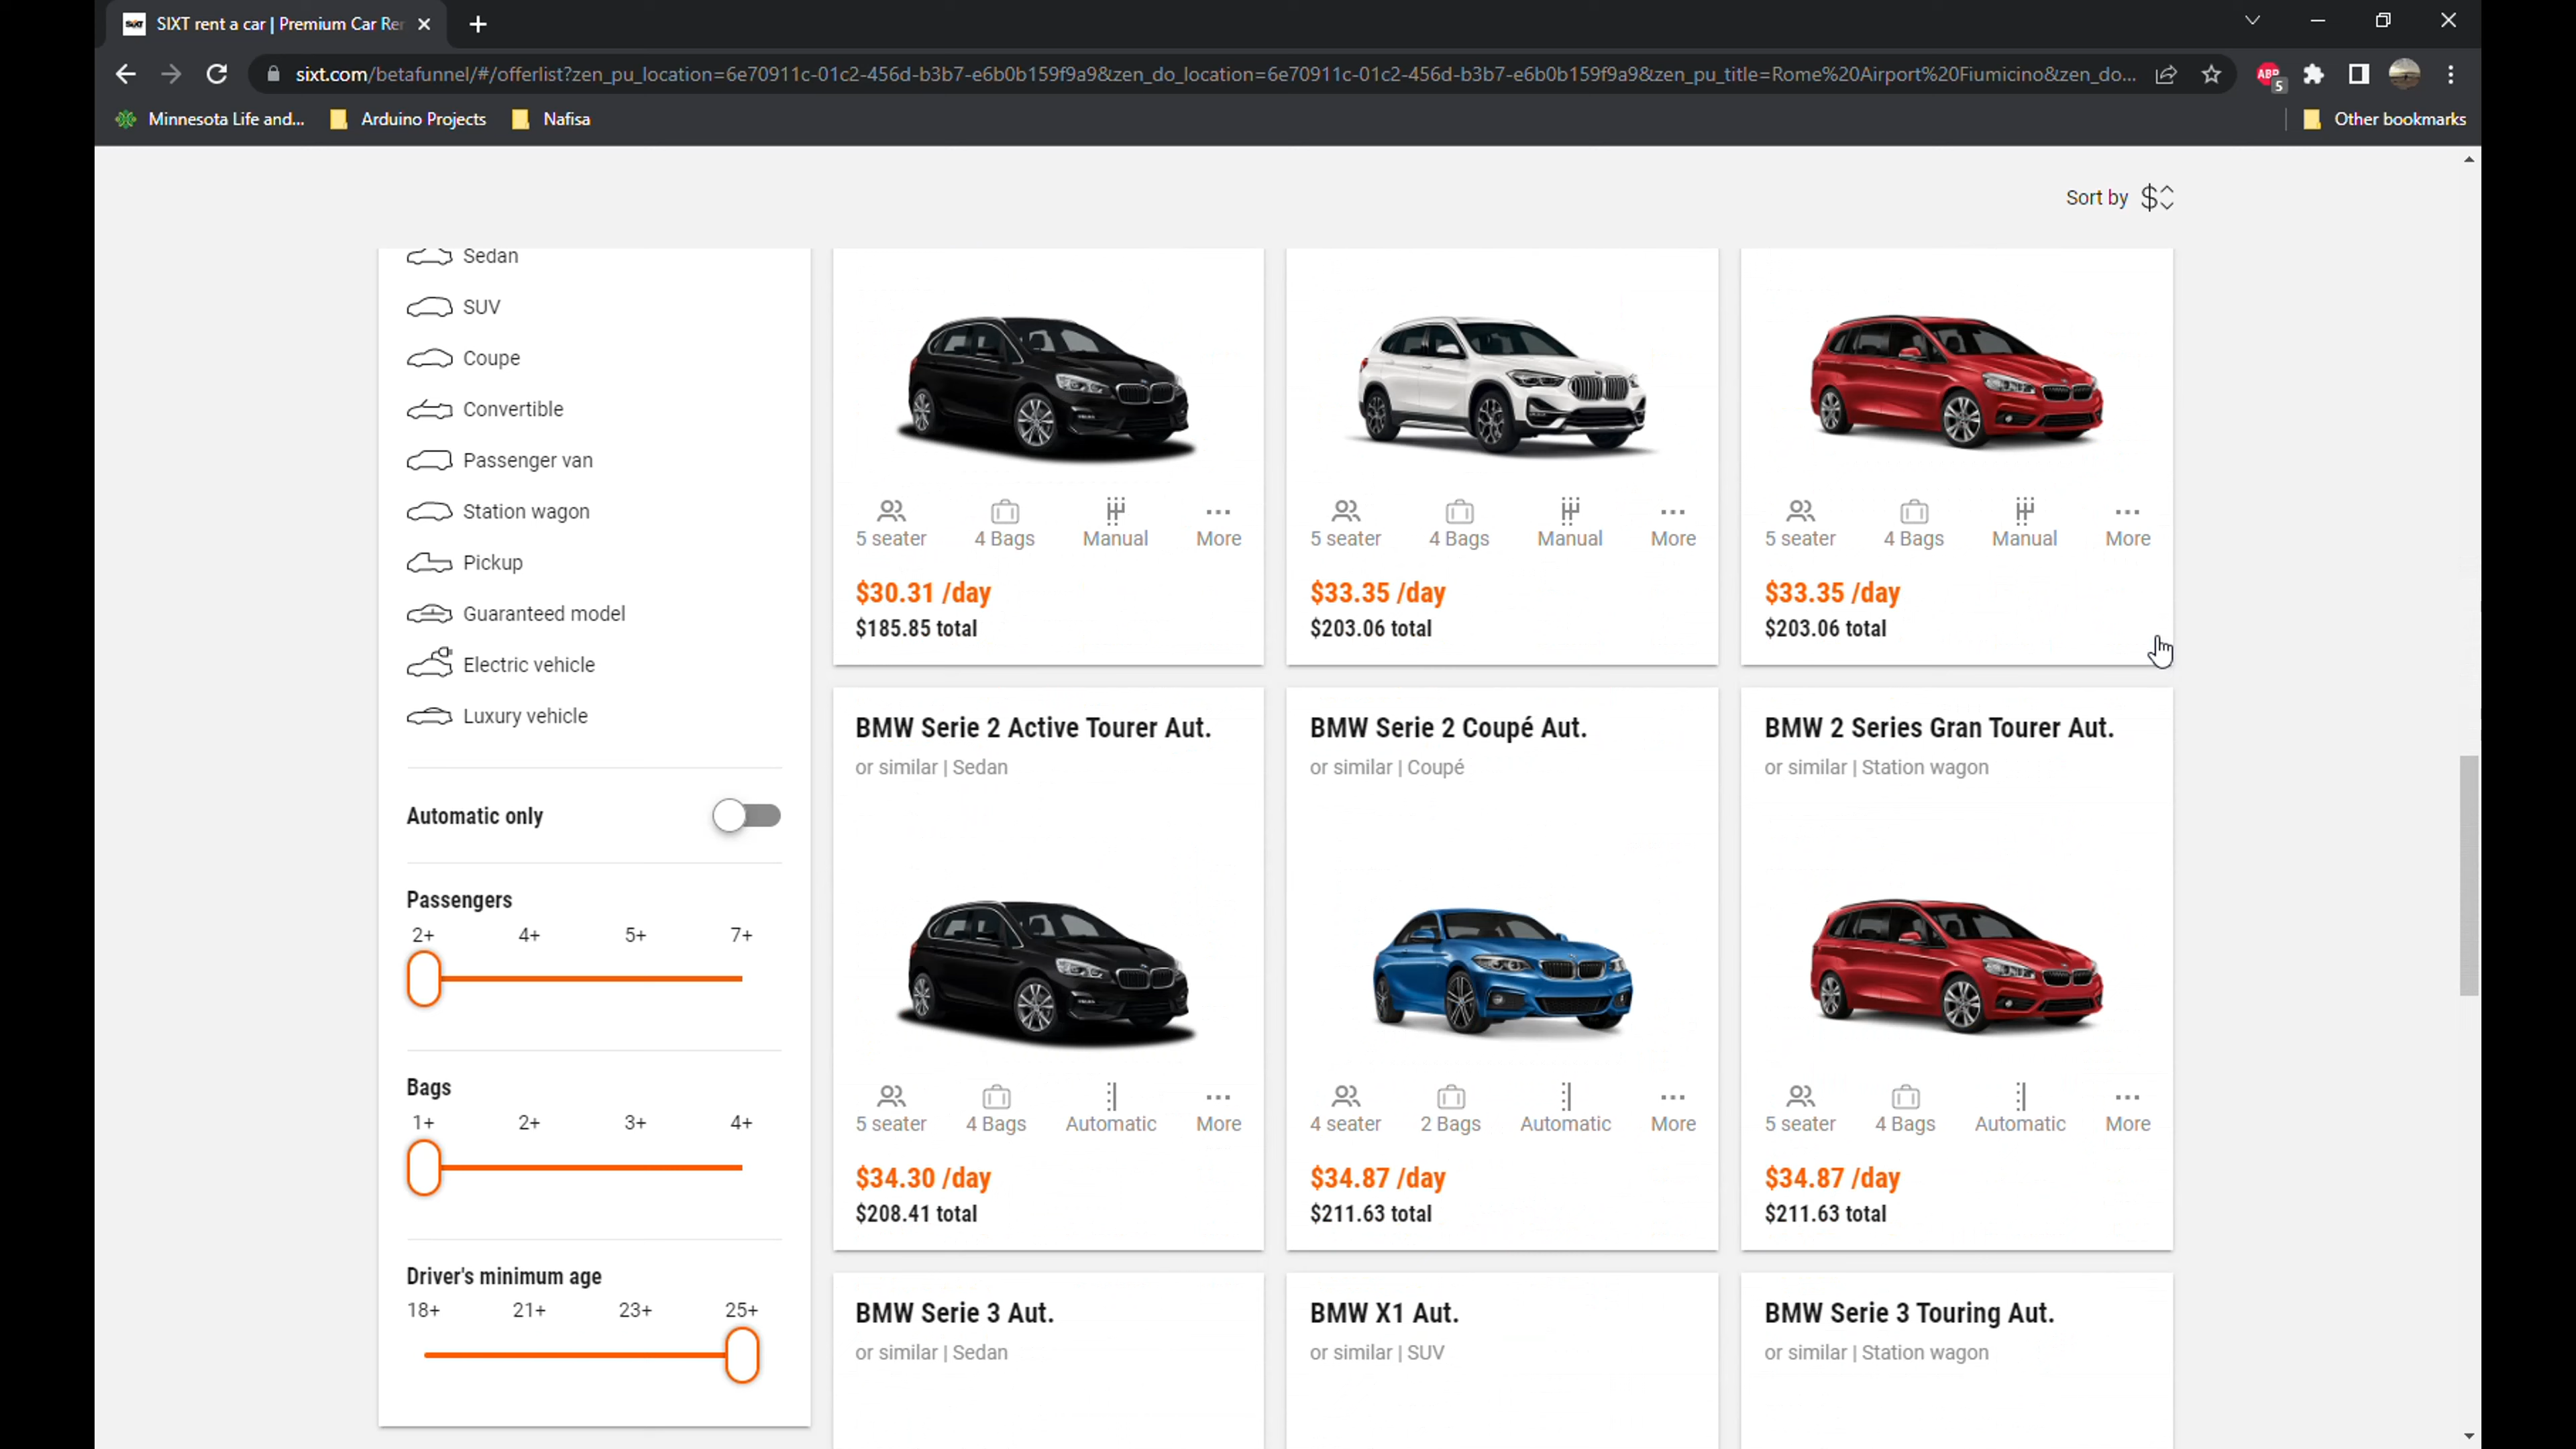 SIXT rent a car | Premium Car Re
sixt.com/betafunnel/#/offerlist?zen_pu_location=6e70911c-01c2-456d-b3b7-e6b0b159f9a9&zen_do_location=6e70911c-01c2-456d-b3b7-e6b0b159f9a9&zen_pu_title=Rome%20Airport%20Fiumicino&zen_do...
ABP 5
Minnesota Life and... Arduino Projects Nafisa Other bookmarks
Sort by $
Sedan
SUV
Coupe
Convertible
Passenger van
Station wagon
Pickup
Guaranteed model
Electric vehicle
Luxury vehicle
Automatic only
Passengers
2+ 4+ 5+ 7+
Bags
1+ 2+ 3+ 4+
Driver's minimum age
18+ 21+ 23+ 25+
5 seater 4 Bags Manual More
$30.31 /day
$185.85 total
5 seater 4 Bags Manual More
$33.35 /day
$203.06 total
5 seater 4 Bags Manual More
$33.35 /day
$203.06 total
BMW Serie 2 Active Tourer Aut.
or similar | Sedan
5 seater 4 Bags Automatic More
$34.30 /day
$208.41 total
BMW Serie 2 Coupé Aut.
or similar | Coupé
4 seater 2 Bags Automatic More
$34.87 /day
$211.63 total
BMW 2 Series Gran Tourer Aut.
or similar | Station wagon
5 seater 4 Bags Automatic More
$34.87 /day
$211.63 total
BMW Serie 3 Aut.
or similar | Sedan
BMW X1 Aut.
or similar | SUV
BMW Serie 3 Touring Aut.
or similar | Station wagon